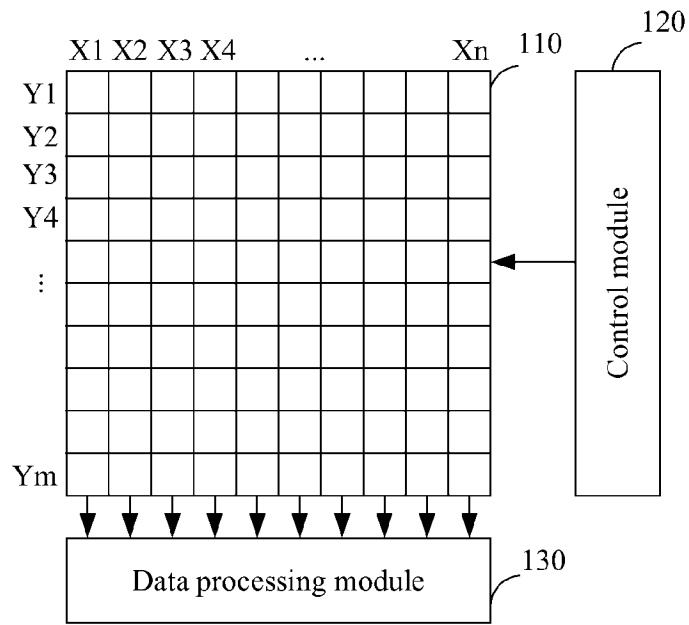 X1 X2 X3 X4 ... Xn
110
120
Y1
Y2
Y3
Y4
...
Ym
Control module
Data processing module
130